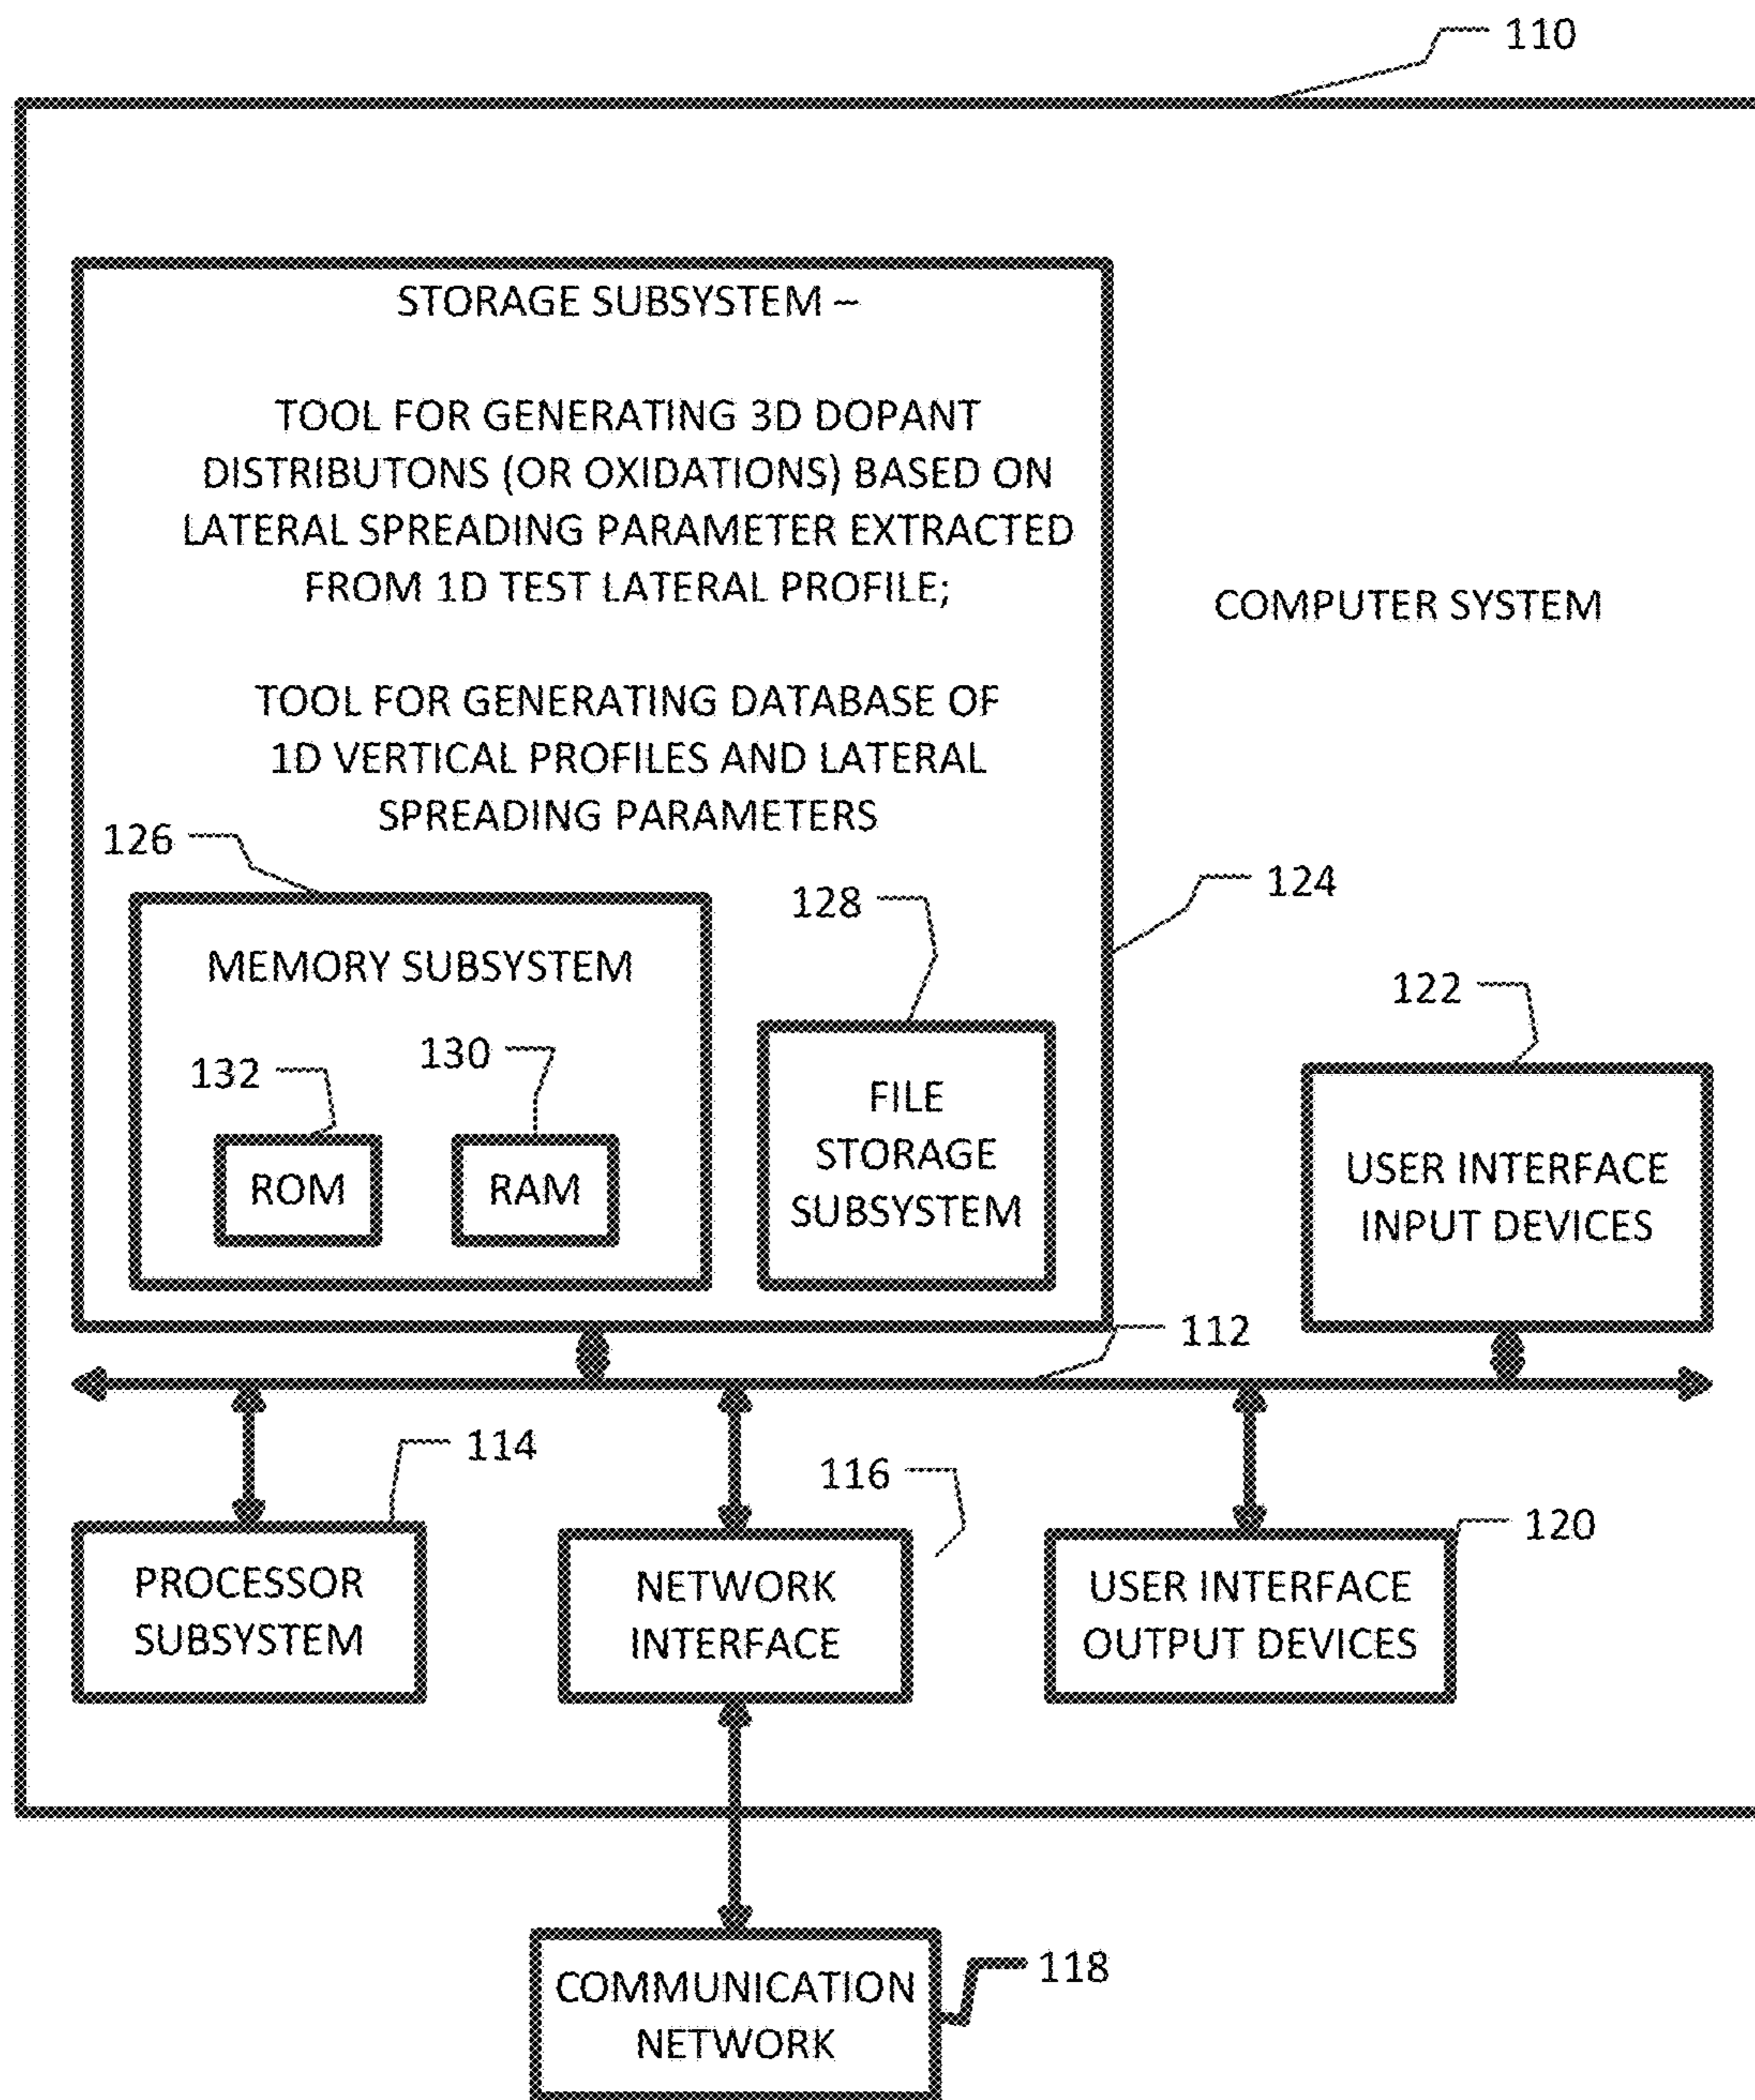 110
STORAGE SUBSYSTEM –
TOOL FOR GENERATING 3D DOPANT
DISTRIBUTONS (OR OXIDATIONS) BASED ON
LATERAL SPREADING PARAMETER EXTRACTED
FROM 1D TEST LATERAL PROFILE;
COMPUTER SYSTEM
TOOL FOR GENERATING DATABASE OF
1D VERTICAL PROFILES AND LATERAL
SPREADING PARAMETERS
126
128
124
MEMORY SUBSYSTEM
122
132
130
ROM
RAM
FILE
STORAGE
SUBSYSTEM
USER INTERFACE
INPUT DEVICES
112
114
116
120
PROCESSOR
SUBSYSTEM
NETWORK
INTERFACE
USER INTERFACE
OUTPUT DEVICES
118
COMMUNICATION
NETWORK